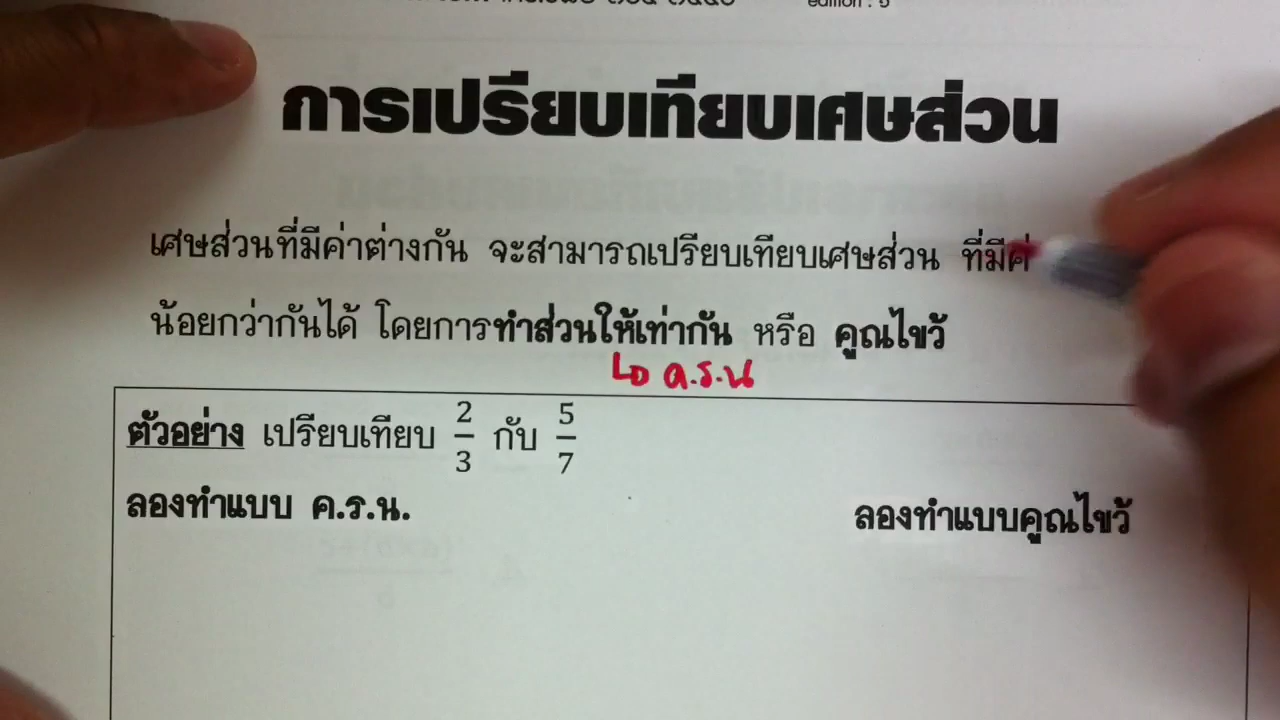 edition : ๑
การเปรียบเทียบเศษส่วน
เศษส่วนที่มีค่าต่างกัน จะสามารถเปรียบเทียบเศษส่วน ที่มีค่
น้อยกว่ากันได้ โดยการทำส่วนให้เท่ากัน หรือ คูณไขว้
ค.ร.น
ตัวอย่าง เปรียบเทียบ 2/3 กับ 5/7
ลองทำแบบ ค.ร.น. ลองทำแบบคูณไขว้